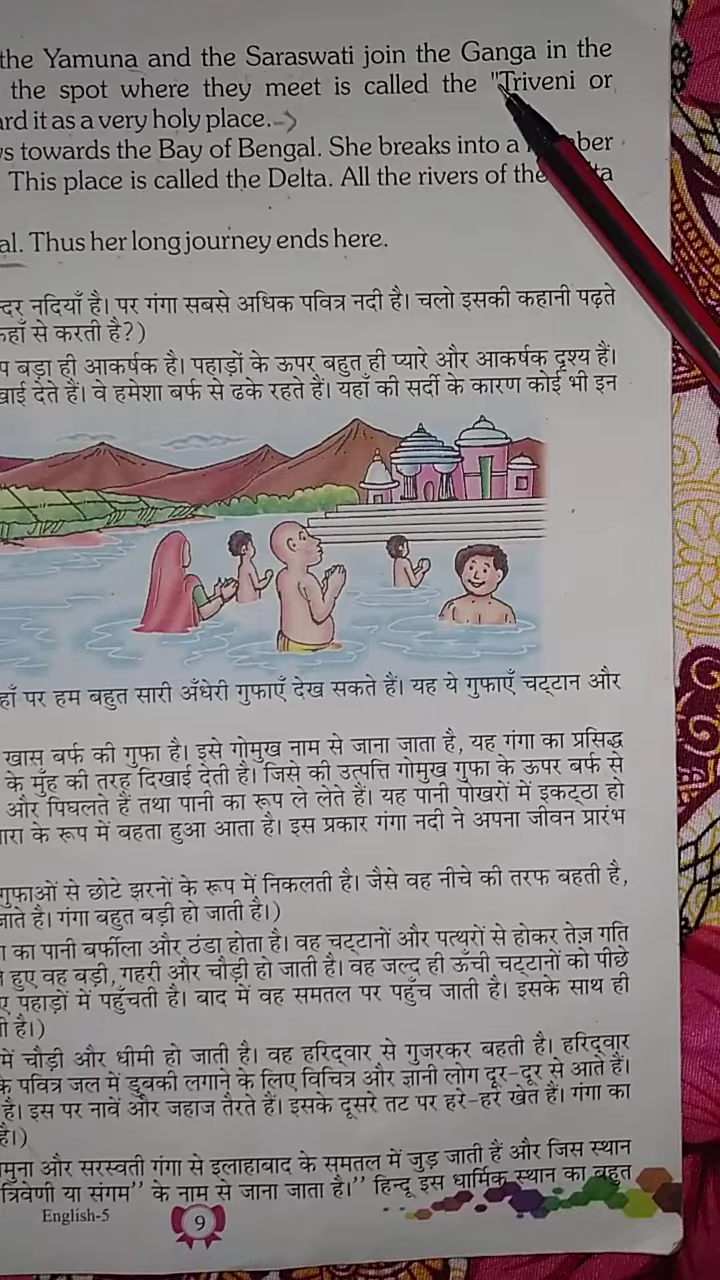 the Yamuna and the Saraswati join the Ganga in the
the spot where they meet is called the "Triveni or
ard it as a very holy place.
s towards the Bay of Bengal. She breaks into a
This place is called the Delta. All the rivers of the
al. Thus her long journey ends here.
न्दर नदियाँ है। पर गंगा सबसे अधिक पवित्र नदी है। चलो इसकी कहानी पढ़ते
कहाँ से करती है?)
प बड़ा ही आकर्षक है। पहाड़ों के ऊपर बहुत ही प्यारे और आकर्षक दृश्य हैं।
खाई देते हैं। वे हमेशा बर्फ से ढके रहते हैं। यहाँ की सर्दी के कारण कोई भी इन
हाँ पर हम बहुत सारी अँधेरी गुफाएँ देख सकते हैं। यह ये गुफाएँ चट्टान और
खास बर्फ की गुफा है। इसे गोमुख नाम से जाना जाता है, यह गंगा का प्रसिद्ध
के मुँह की तरह दिखाई देती है। जिसे की उत्पत्ति गोमुख गुफा के ऊपर बर्फ से
और पिघलते हैं तथा पानी का रूप ले लेते हैं। यह पानी पोखरों में इकट्ठा हो
ारा के रूप में बहता हुआ आता है। इस प्रकार गंगा नदी ने अपना जीवन प्रारंभ
गुफाओं से छोटे झरनों के रूप में निकलती है। जैसे वह नीचे की तरफ बहती है,
जाते है। गंगा बहुत बड़ी हो जाती है।)
ा का पानी बर्फीला और ठंडा होता है। वह चट्टानों और पत्थरों से होकर तेज़ गति
हुए वह बड़ी, गहरी और चौड़ी हो जाती है। वह जल्द ही ऊँची चट्टानों को पीछे
ए पहाड़ों में पहुँचती है। बाद में वह समतल पर पहुँच जाती है। इसके साथ ही
ी है।)
में चौड़ी और धीमी हो जाती है। वह हरिद्वार से गुजरकर बहती है। हरिद्वार
के पवित्र जल में डुबकी लगाने के लिए विचित्र और ज्ञानी लोग दूर-दूर से आते हैं।
है। इस पर नावें और जहाज तैरते हैं। इसके दूसरे तट पर हरे-हरे खेत हैं। गंगा का
है।)
मुना और सरस्वती गंगा से इलाहाबाद के समतल में जुड़ जाती हैं और जिस स्थान
त्रिवेणी या संगम’’ के नाम से जाना जाता है।’’ हिन्दू इस धार्मिक स्थान का बहुत
English-5
9